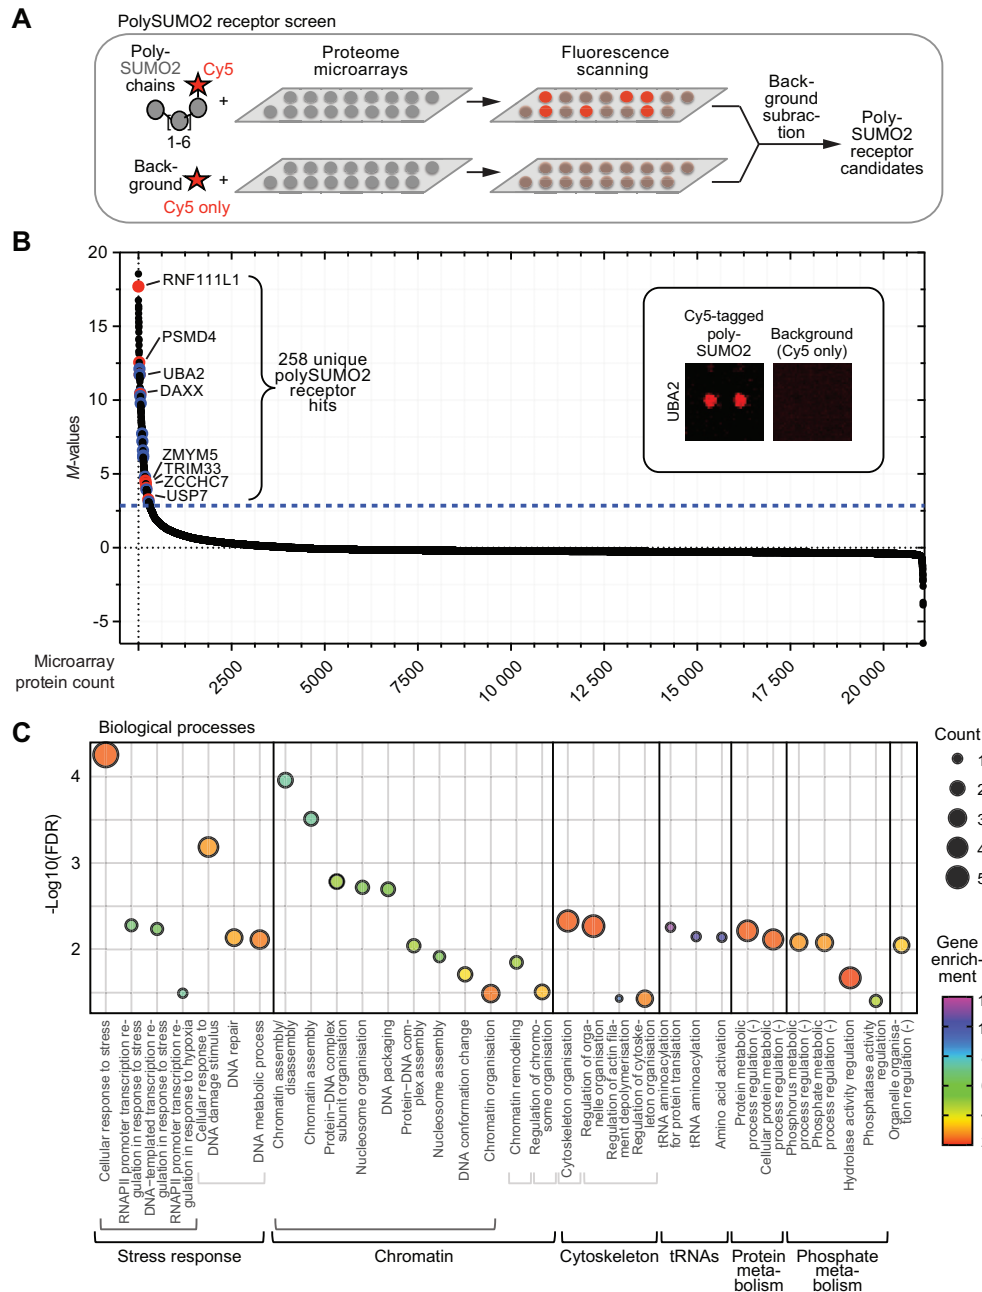 A
PolySUMO2 receptor screen
Poly-
SUMO2
chains
Cy5
+
[ ]
1-6
Proteome
microarrays
Fluorescence
scanning
Back-
ground
+
Cy5 only
Back-
ground
subrac-
tion
Poly-
SUMO2
receptor
candidates
B
M-values
20
15
10
5
0
-5
RNF111L1
PSMD4
UBA2
DAXX
ZMYM5
TRIM33
ZCCHC7
USP7
258 unique
polySUMO2
receptor
hits
Cy5-tagged
poly-
SUMO2
Background
(Cy5 only)
UBA2
Microarray
protein count
2500
5000
7500
10 000
12 500
15 000
17 500
20 000
C
Biological processes
-Log10(FDR)
4
3
2
Count
1
2
3
4
5
Gene
enrich-
ment
1
1
8
6
4
Cellular response to stress
RNAPII promoter transcription re-
gulation in response to stress
DNA-templated transcription re-
gulation in response to stress
RNAPII promoter transcription re-
gulation in response to hypoxia
Cellular response to
DNA damage stimulus
DNA repair
DNA metabolic process
Chromatin assembly/
disassembly
Chromatin assembly
Protein-DNA complex
subunit organisation
Nucleosome organisation
DNA packaging
Protein-DNA com-
plex assembly
Nucleosome assembly
DNA conformation change
Chromatin organisation
Chromatin remodeling
Regulation of chromo-
some organisation
Cytoskeleton organisation
Regulation of orga-
nelle organisation
Regulation of actin fila-
ment depolymerisation
Regulation of cytoske-
leton organisation
tRNA aminoacylation
for protein translation
tRNA aminoacylation
Amino acid activation
Protein metabolic
process regulation (-)
Cellular protein metabolic
process regulation (-)
Phosphorus metabolic
process regulation (-)
Phosphate metabolic
process regulation (-)
Hydrolase activity regulation
Phosphatase activity
regulation
Organelle organisa-
tion regulation (-)
Stress response
Chromatin
Cytoskeleton
tRNAs
Protein
meta-
bolism
Phosphate
meta-
bolism